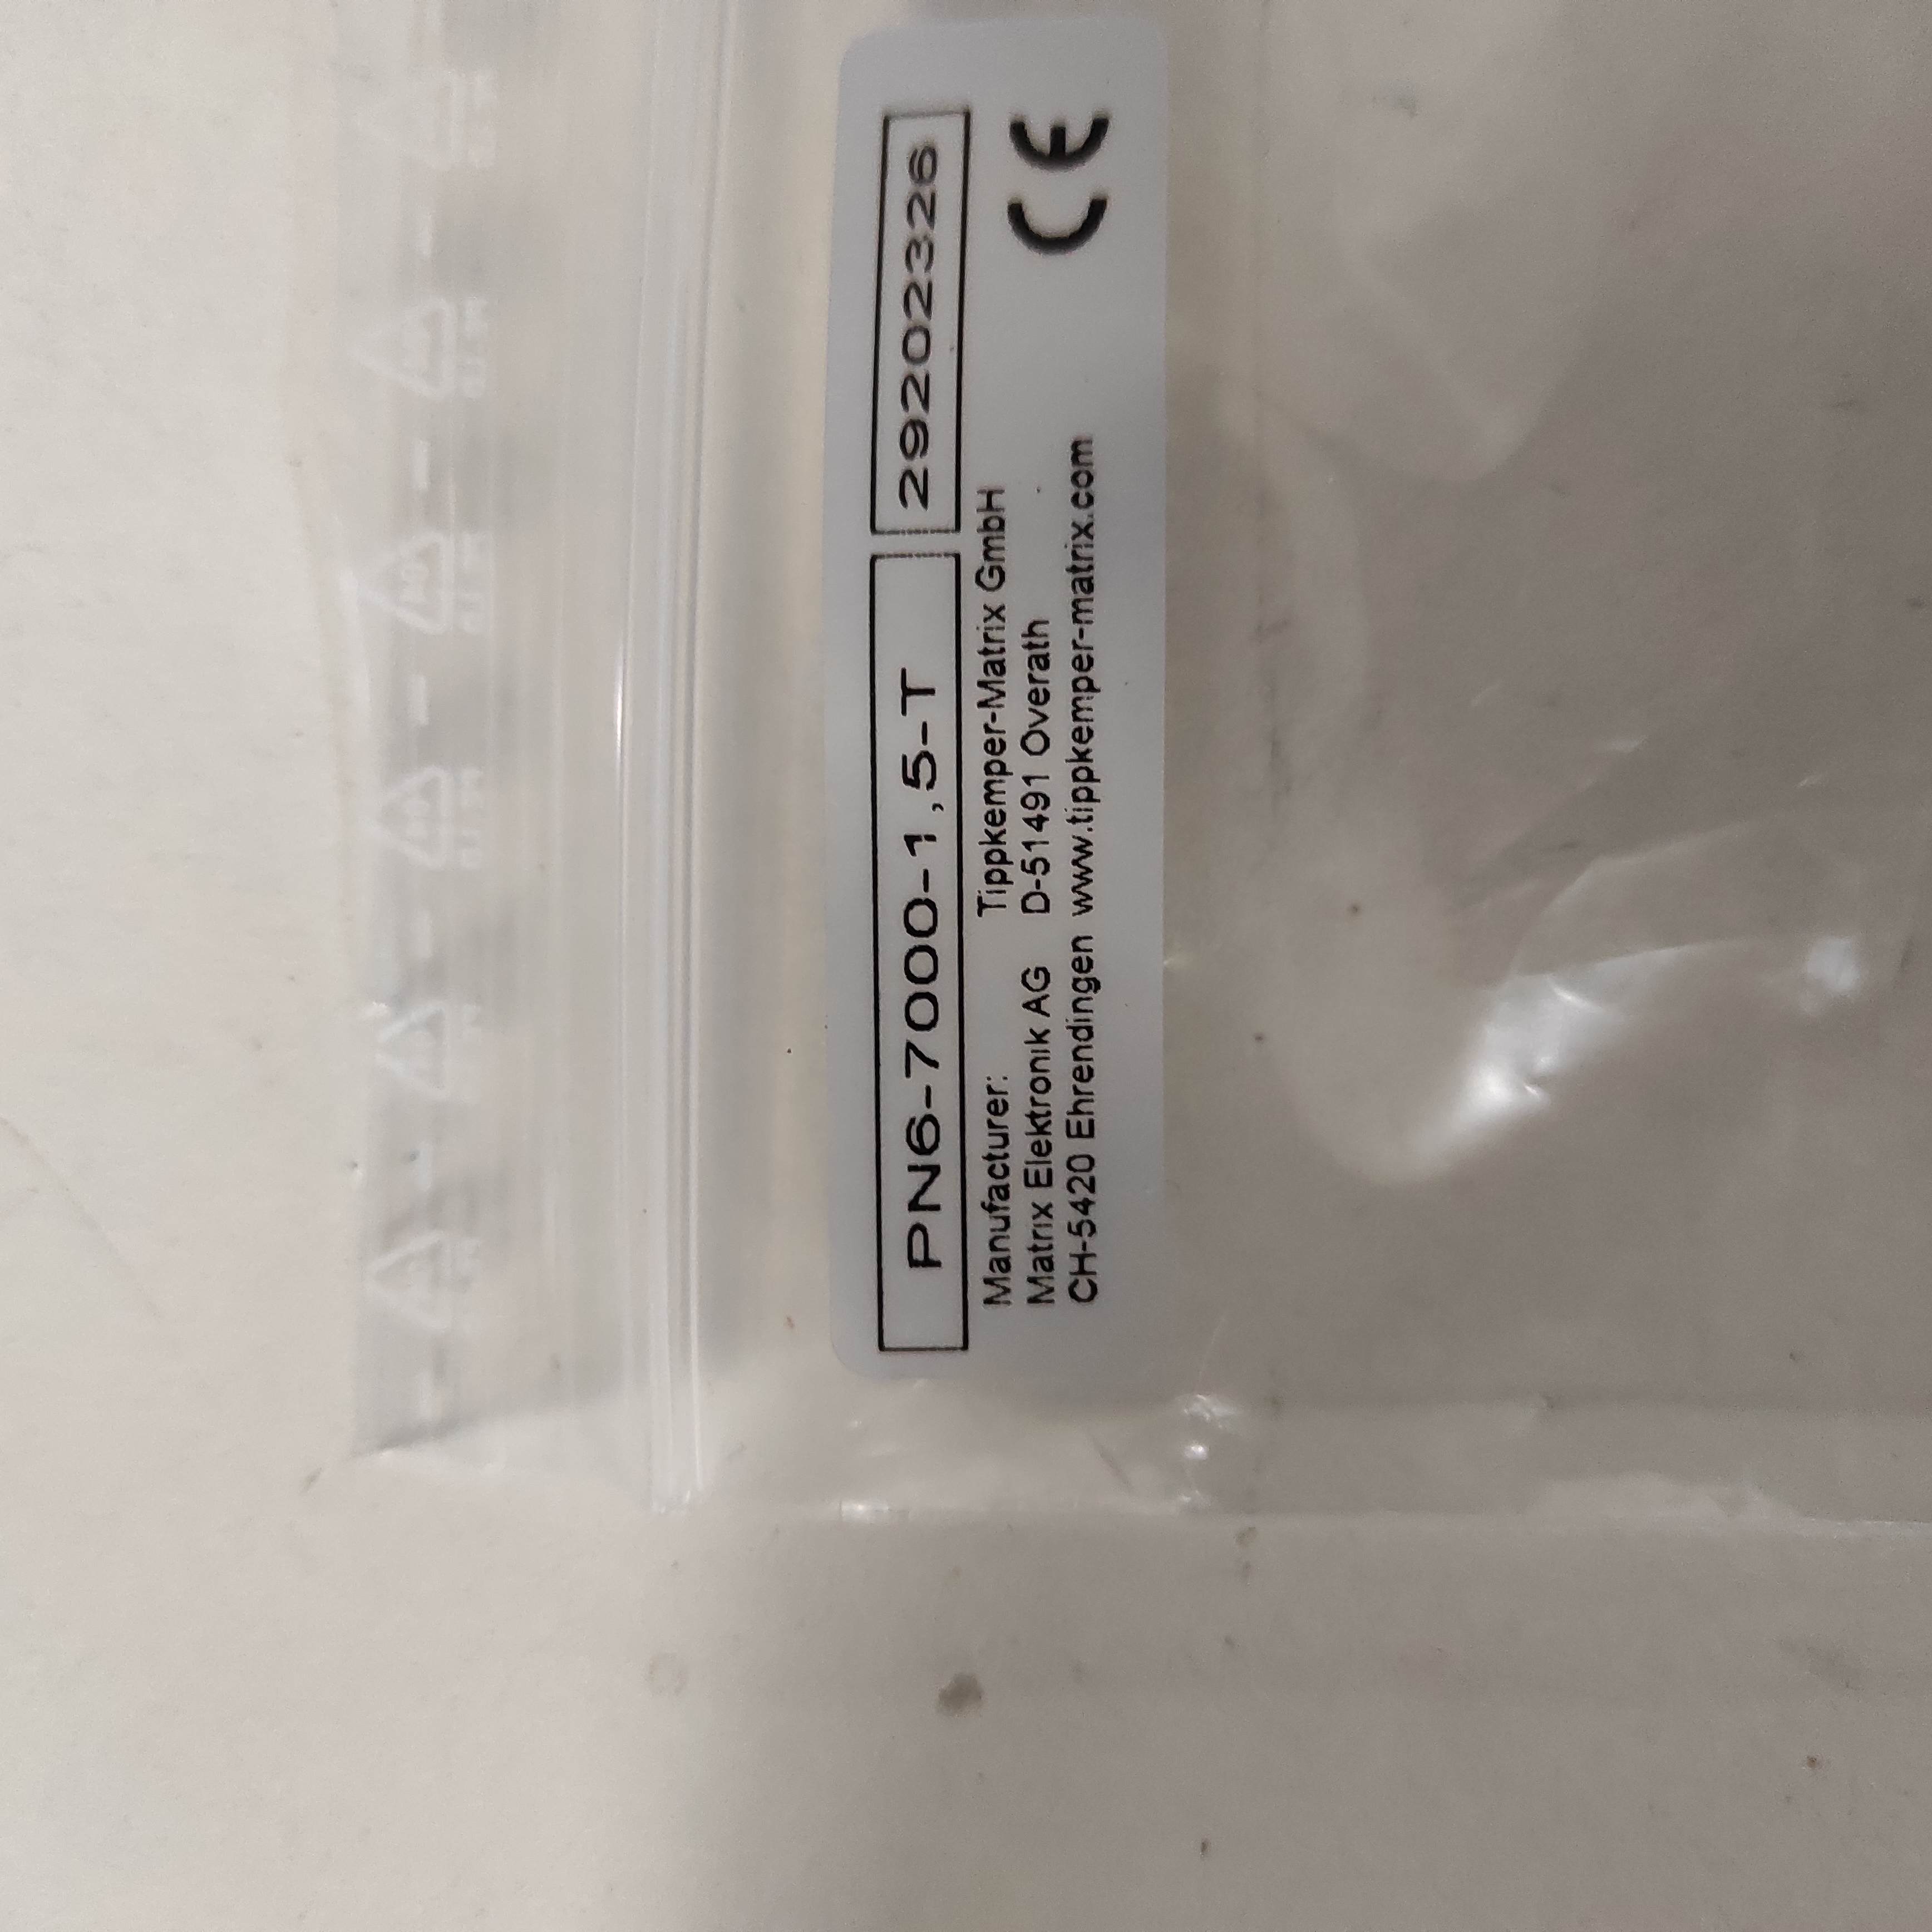 PN6-7000-1,5-T 29202326
Manufacturer: Tippkemper-Matrix GmbH
Matrix Elektronik AG D-51491 Overath
CH-5420 Ehrendingen www.tippkemper-matrix.com
CE